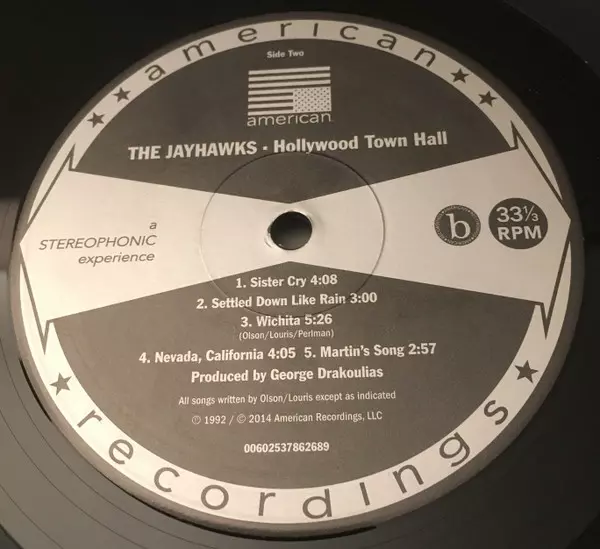 american
Side Two
american
THE JAYHAWKS • Hollywood Town Hall
a
STEREOPHONIC
experience
b
33⅓
RPM
1. Sister Cry 4:08
2. Settled Down Like Rain 3:00
3. Wichita 5:26
(Olson/Louris/Perlman)
4. Nevada, California 4:05 5. Martin's Song 2:57
Produced by George Drakoulias
All songs written by Olson/Louris except as indicated
℗ 1992 / © 2014 American Recordings, LLC
00602537862689
recordings